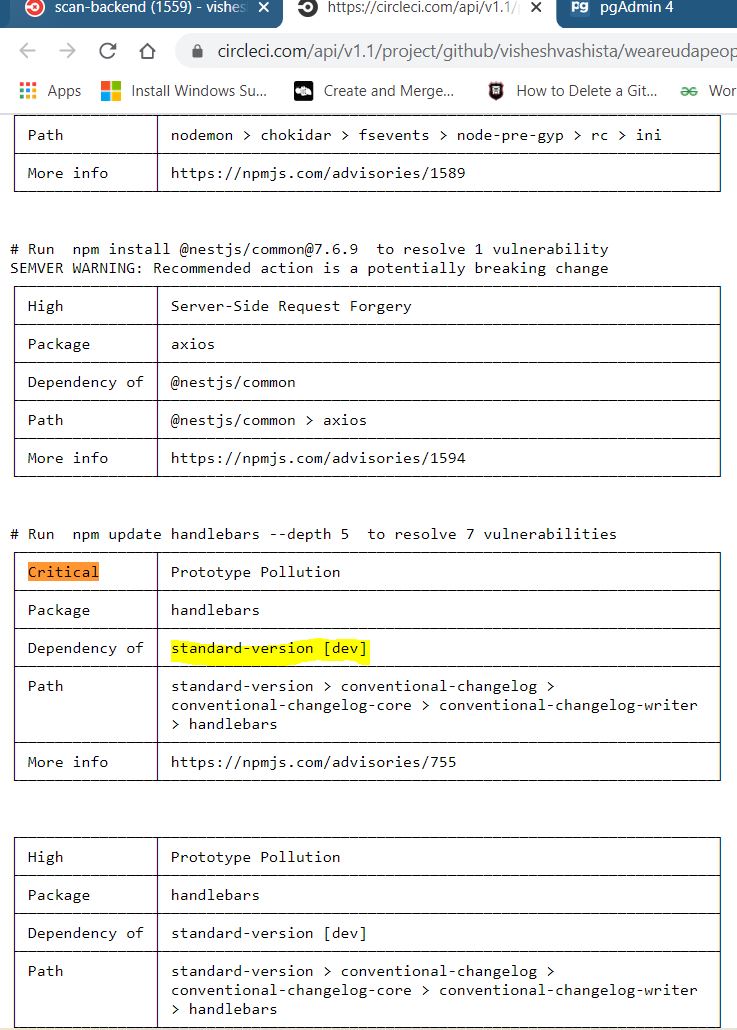 scan-backend (1559) - vishes
https://circleci.com/api/v1.1/
pgAdmin 4
circleci.com/api/v1.1/project/github/visheshvashista/weareudapeop
Apps
Install Windows Su...
Create and Merge...
How to Delete a Git...
Wor
Path nodemon > chokidar > fsevents > node-pre-gyp > rc > ini
More info https://npmjs.com/advisories/1589
# Run npm install @nestjs/common@7.6.9 to resolve 1 vulnerability
SEMVER WARNING: Recommended action is a potentially breaking change
High Server-Side Request Forgery
Package axios
Dependency of @nestjs/common
Path @nestjs/common > axios
More info https://npmjs.com/advisories/1594
# Run npm update handlebars --depth 5 to resolve 7 vulnerabilities
Critical Prototype Pollution
Package handlebars
Dependency of standard-version [dev]
Path standard-version > conventional-changelog >
conventional-changelog-core > conventional-changelog-writer
> handlebars
More info https://npmjs.com/advisories/755
High Prototype Pollution
Package handlebars
Dependency of standard-version [dev]
Path standard-version > conventional-changelog >
conventional-changelog-core > conventional-changelog-writer
> handlebars